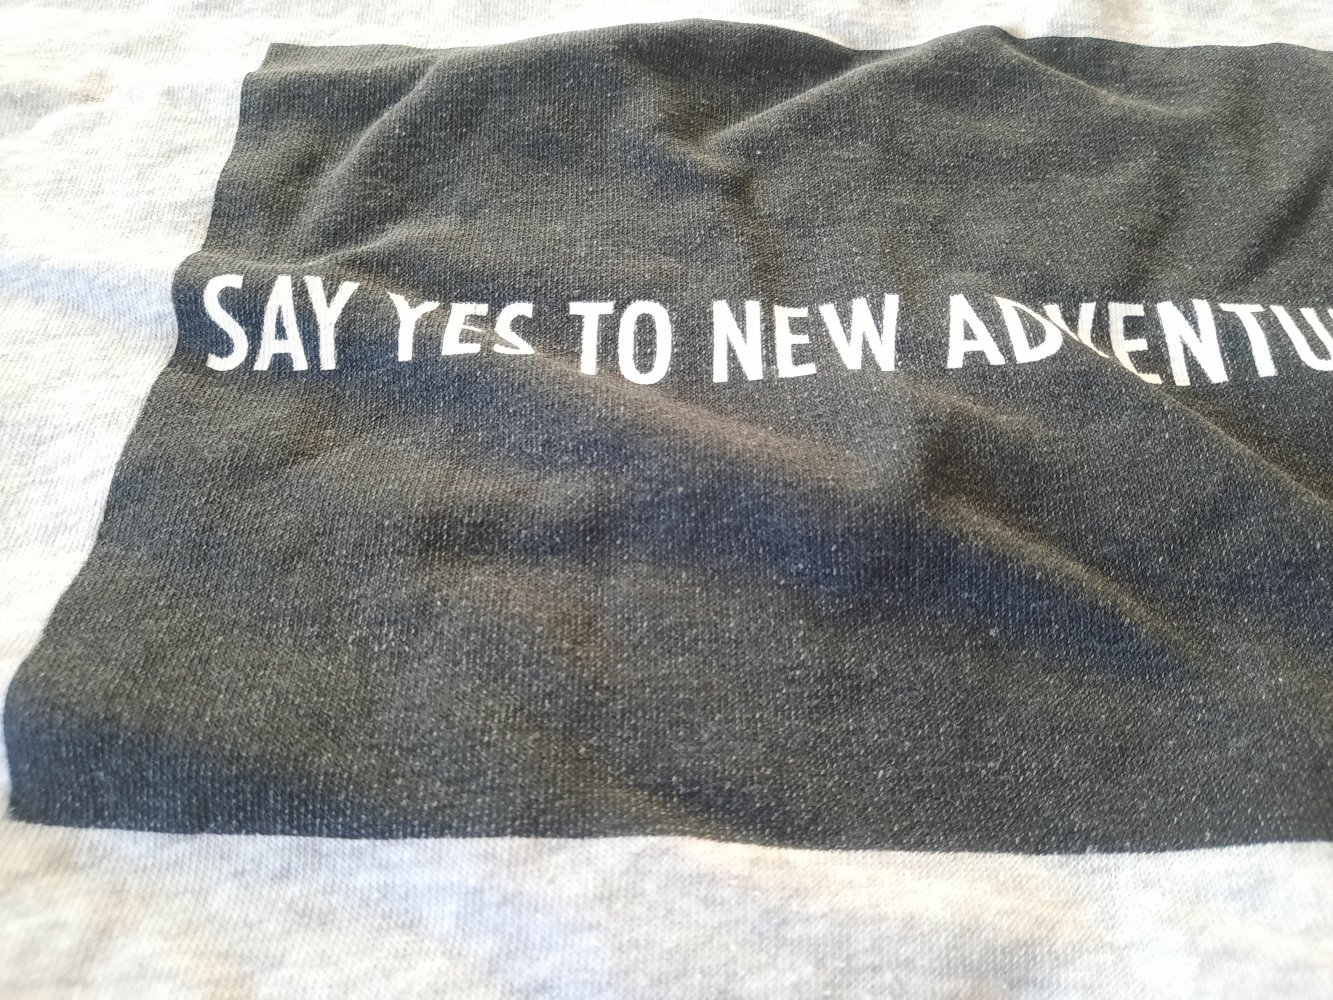 SAY YES TO NEW ADVENTU